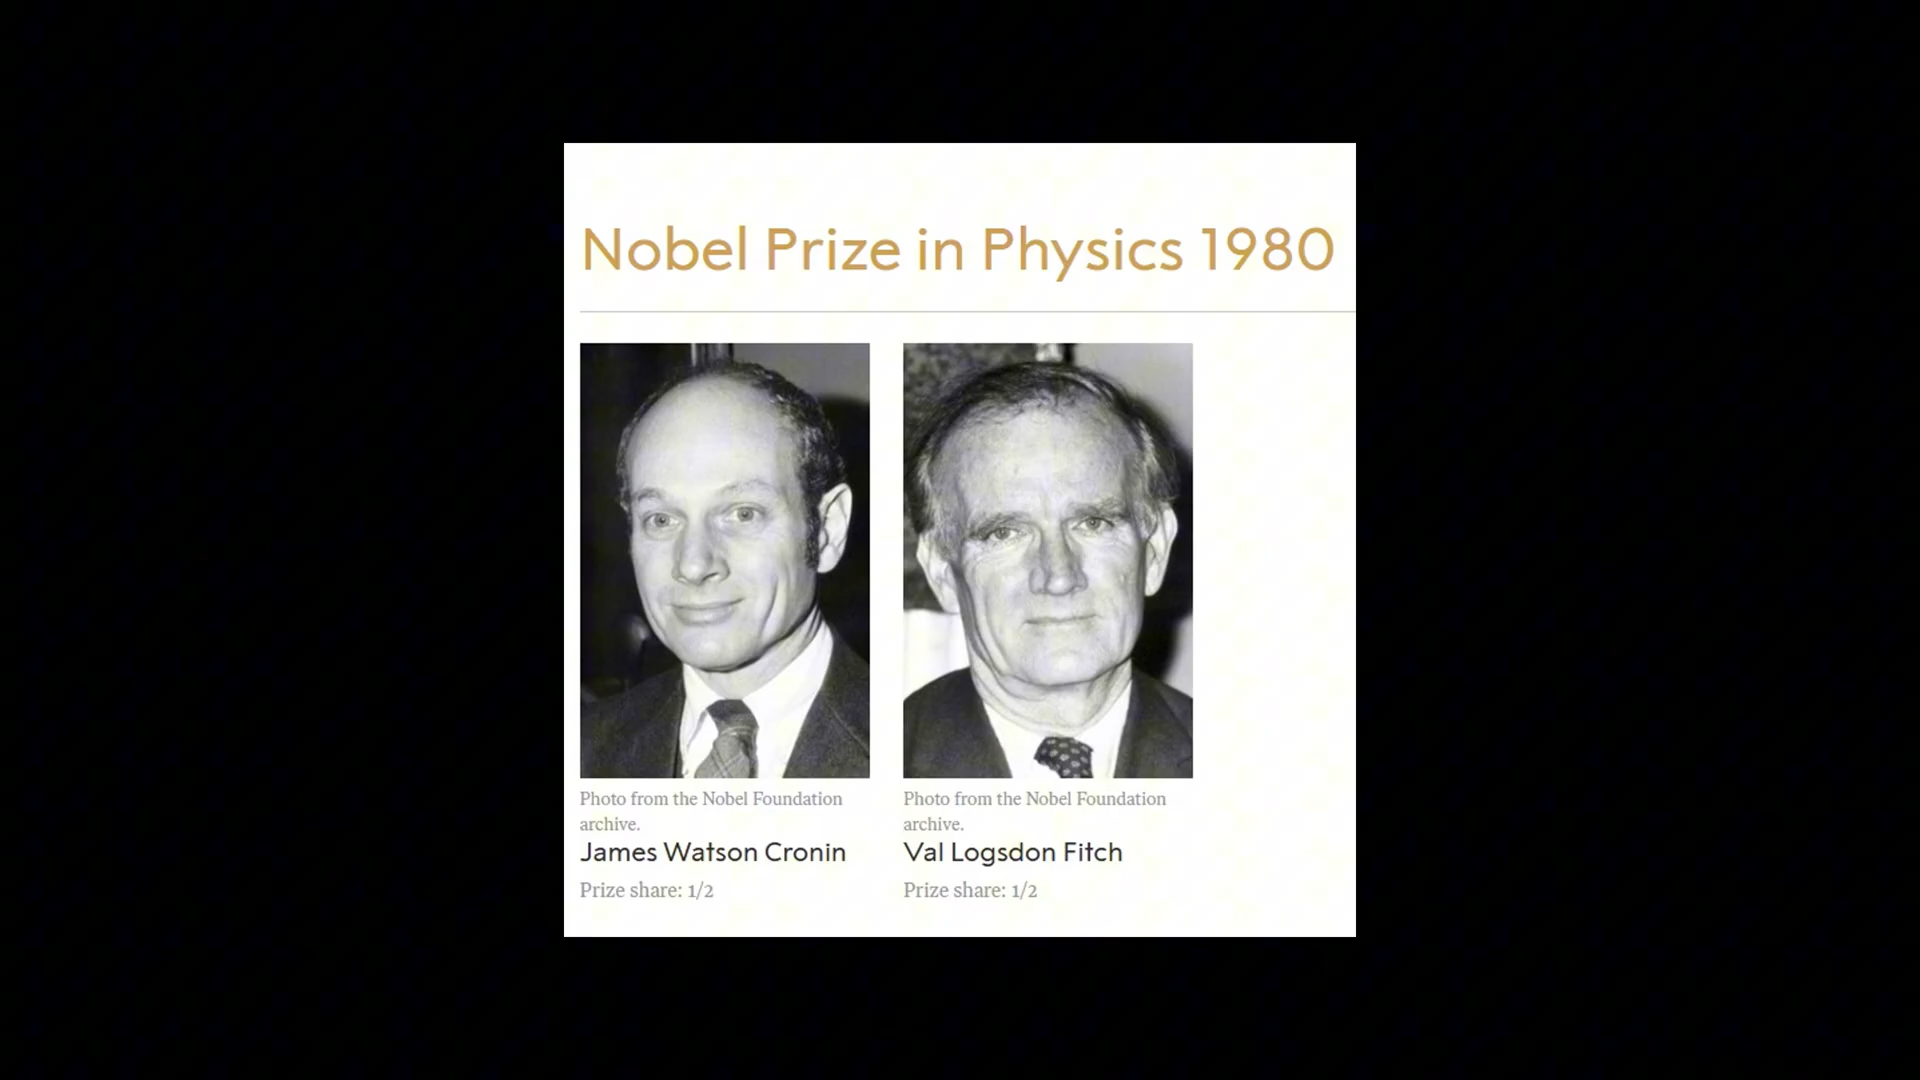 Nobel Prize in Physics 1980
Photo from the Nobel Foundation
archive.
James Watson Cronin
Prize share: 1/2
Photo from the Nobel Foundation
archive.
Val Logsdon Fitch
Prize share: 1/2